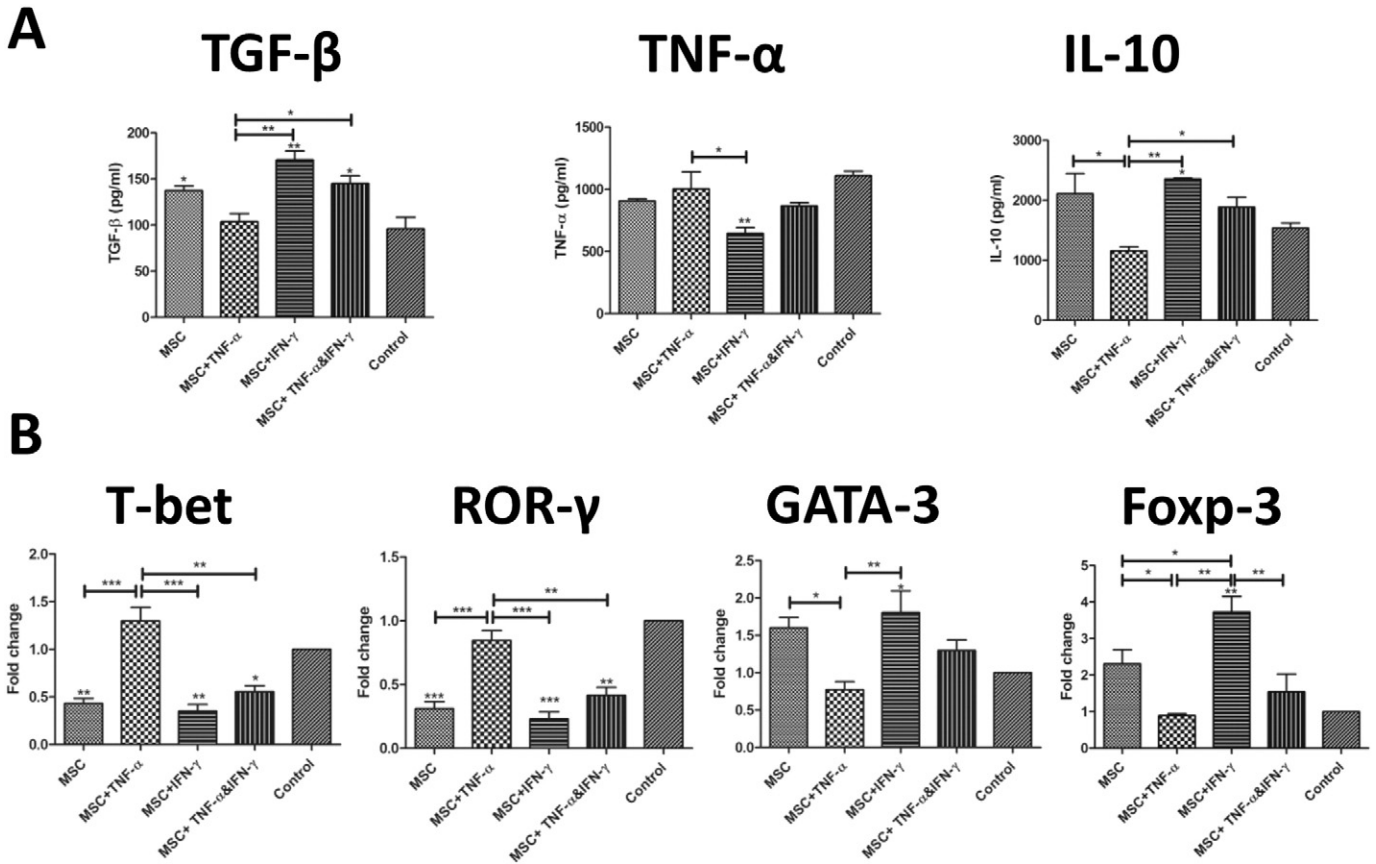 A
TGF-β
TNF-α
IL-10
TGF-β (pg/ml)
200
150
100
50
0
*
**
*
**
*
MSC
MSC+TNF-α
MSC+IFN-γ
MSC+ TNF-α&IFN-γ
Control
TNF-α (pg/ml)
1500
1000
500
0
*
**
MSC
MSC+TNF-α
MSC+IFN-γ
MSC+ TNF-α&IFN-γ
Control
IL-10 (pg/ml)
3000
2000
1000
0
*
*
**
*
MSC
MSC+TNF-α
MSC+IFN-γ
MSC+ TNF-α&IFN-γ
Control
B
T-bet
ROR-γ
GATA-3
Foxp-3
Fold change
2.0
1.5
1.0
0.5
0.0
**
***
***
**
**
*
MSC
MSC+TNF-α
MSC+IFN-γ
MSC+ TNF-α&IFN-γ
Control
Fold change
1.5
1.0
0.5
0.0
**
***
***
***
***
**
MSC
MSC+TNF-α
MSC+IFN-γ
MSC+ TNF-α&IFN-γ
Control
Fold change
2.5
2.0
1.5
1.0
0.5
0.0
**
*
*
MSC
MSC+TNF-α
MSC+IFN-γ
MSC+ TNF-α&IFN-γ
Control
Fold change
5
4
3
2
1
0
*
*
**
**
**
MSC
MSC+TNF-α
MSC+IFN-γ
MSC+ TNF-α&IFN-γ
Control